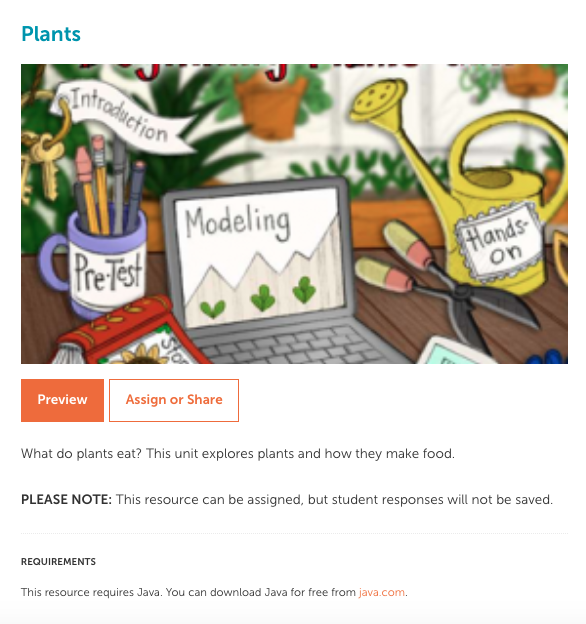 Plants
Introduction
Modeling
Pre-Test
Hands-
on
Preview
Assign or Share
What do plants eat? This unit explores plants and how they make food.
PLEASE NOTE: This resource can be assigned, but student responses will not be saved.
REQUIREMENTS
This resource requires Java. You can download Java for free from java.com.